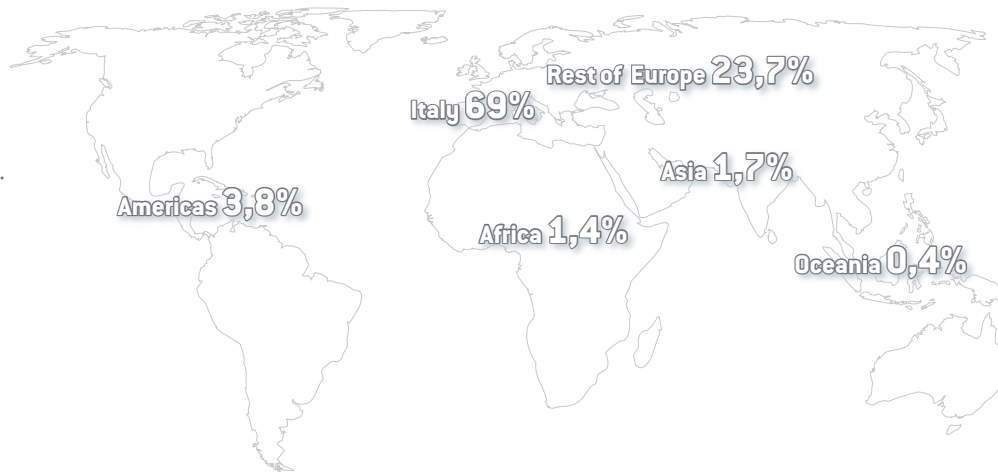 Rest of Europe 23,7%
Italy 69%
Asia 1,7%
Americas 3,8%
Africa 1,4%
Oceania 0,4%